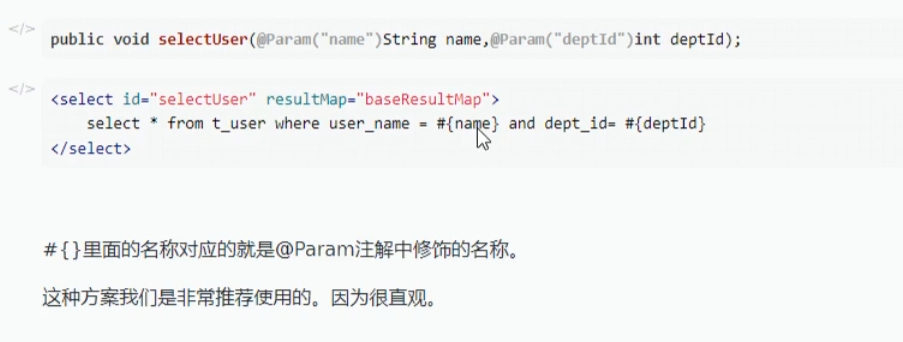 </>
public void selectUser(@Param("name")String name,@Param("deptId")int deptId);
</>
<select id="selectUser" resultMap="baseResultMap">
select * from t_user where user_name = #{name} and dept_id= #{deptId}
</select>
#{}里面的名称对应的就是@Param注解中修饰的名称。
这种方案我们是非常推荐使用的。因为很直观。